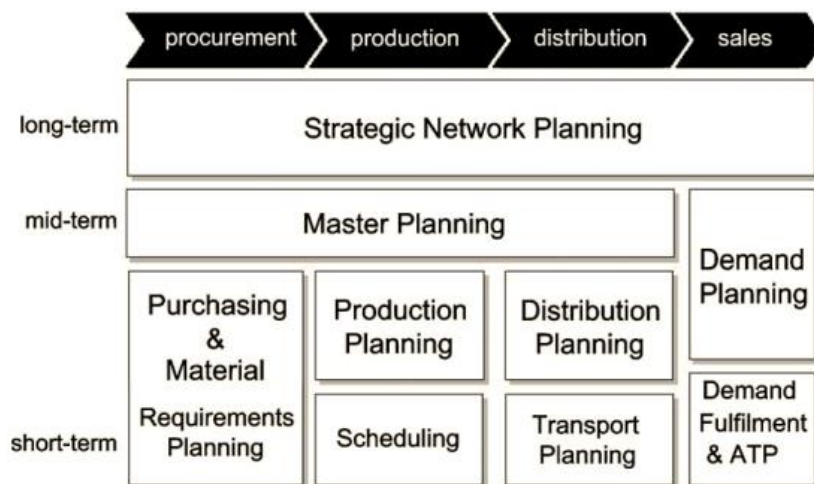 procurement
production
distribution
sales
long-term
Strategic Network Planning
mid-term
Master Planning
Demand
Planning
Purchasing
&
Material
Requirements
Planning
Production
Planning
Distribution
Planning
short-term
Scheduling
Transport
Planning
Demand
Fulfilment
& ATP